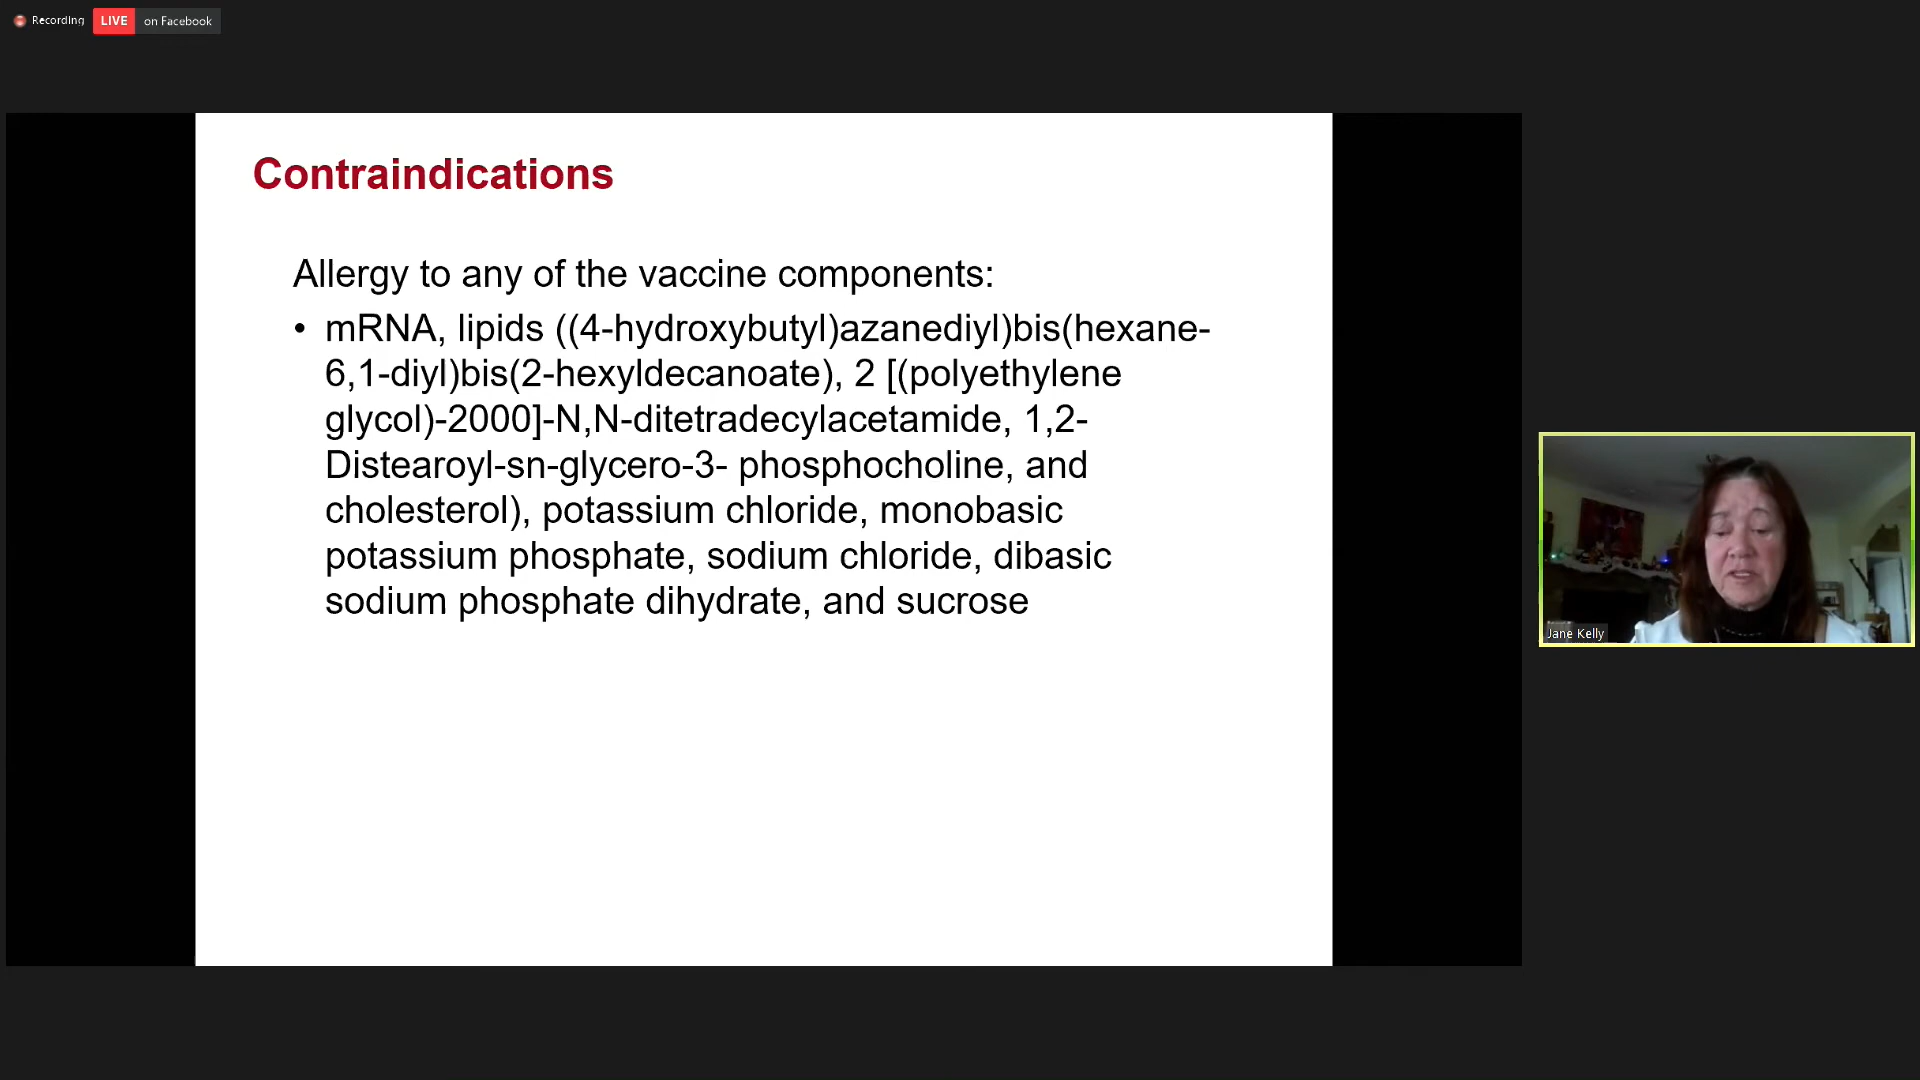 Recording LIVE on Facebook
Contraindications
Allergy to any of the vaccine components:
• mRNA, lipids ((4-hydroxybutyl)azanediyl)bis(hexane-
6,1-diyl)bis(2-hexyldecanoate), 2 [(polyethylene
glycol)-2000]-N,N-ditetradecylacetamide, 1,2-
Distearoyl-sn-glycero-3- phosphocholine, and
cholesterol), potassium chloride, monobasic
potassium phosphate, sodium chloride, dibasic
sodium phosphate dihydrate, and sucrose
Jane Kelly